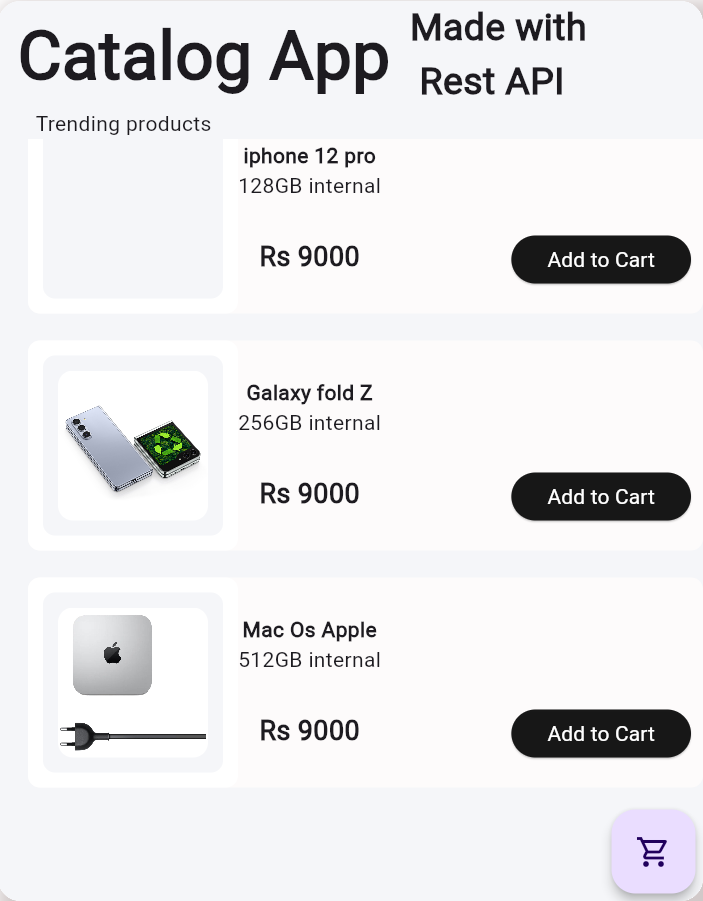 Catalog App
Made with
Rest API
Trending products
iphone 12 pro
128GB internal
Rs 9000
Add to Cart
Galaxy fold Z
256GB internal
Rs 9000
Add to Cart
Mac Os Apple
512GB internal
Rs 9000
Add to Cart